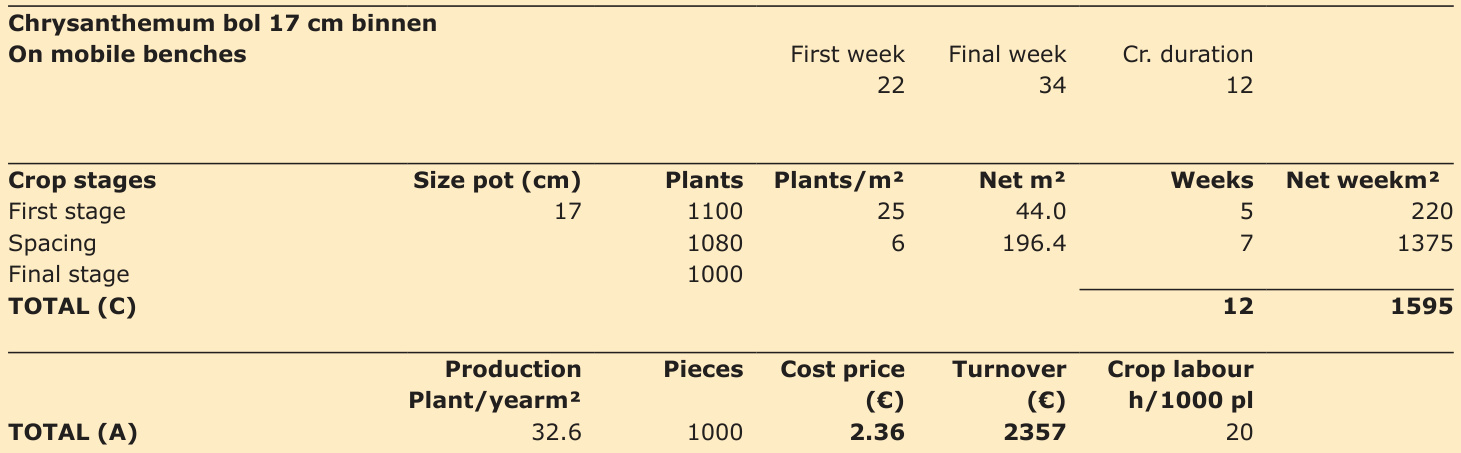 Chrysanthemum bol 17 cm binnen
On mobile benches First week Final week Cr. duration
22 34 12
Crop stages Size pot (cm) Plants Plants/m² Net m² Weeks Net weekm²
First stage 17 1100 25 44.0 5 220
Spacing 1080 6 196.4 7 1375
Final stage 1000
TOTAL (C) 12 1595
Production Pieces Cost price Turnover Crop labour
Plant/yearm² (€) (€) h/1000 pl
TOTAL (A) 32.6 1000 2.36 2357 20